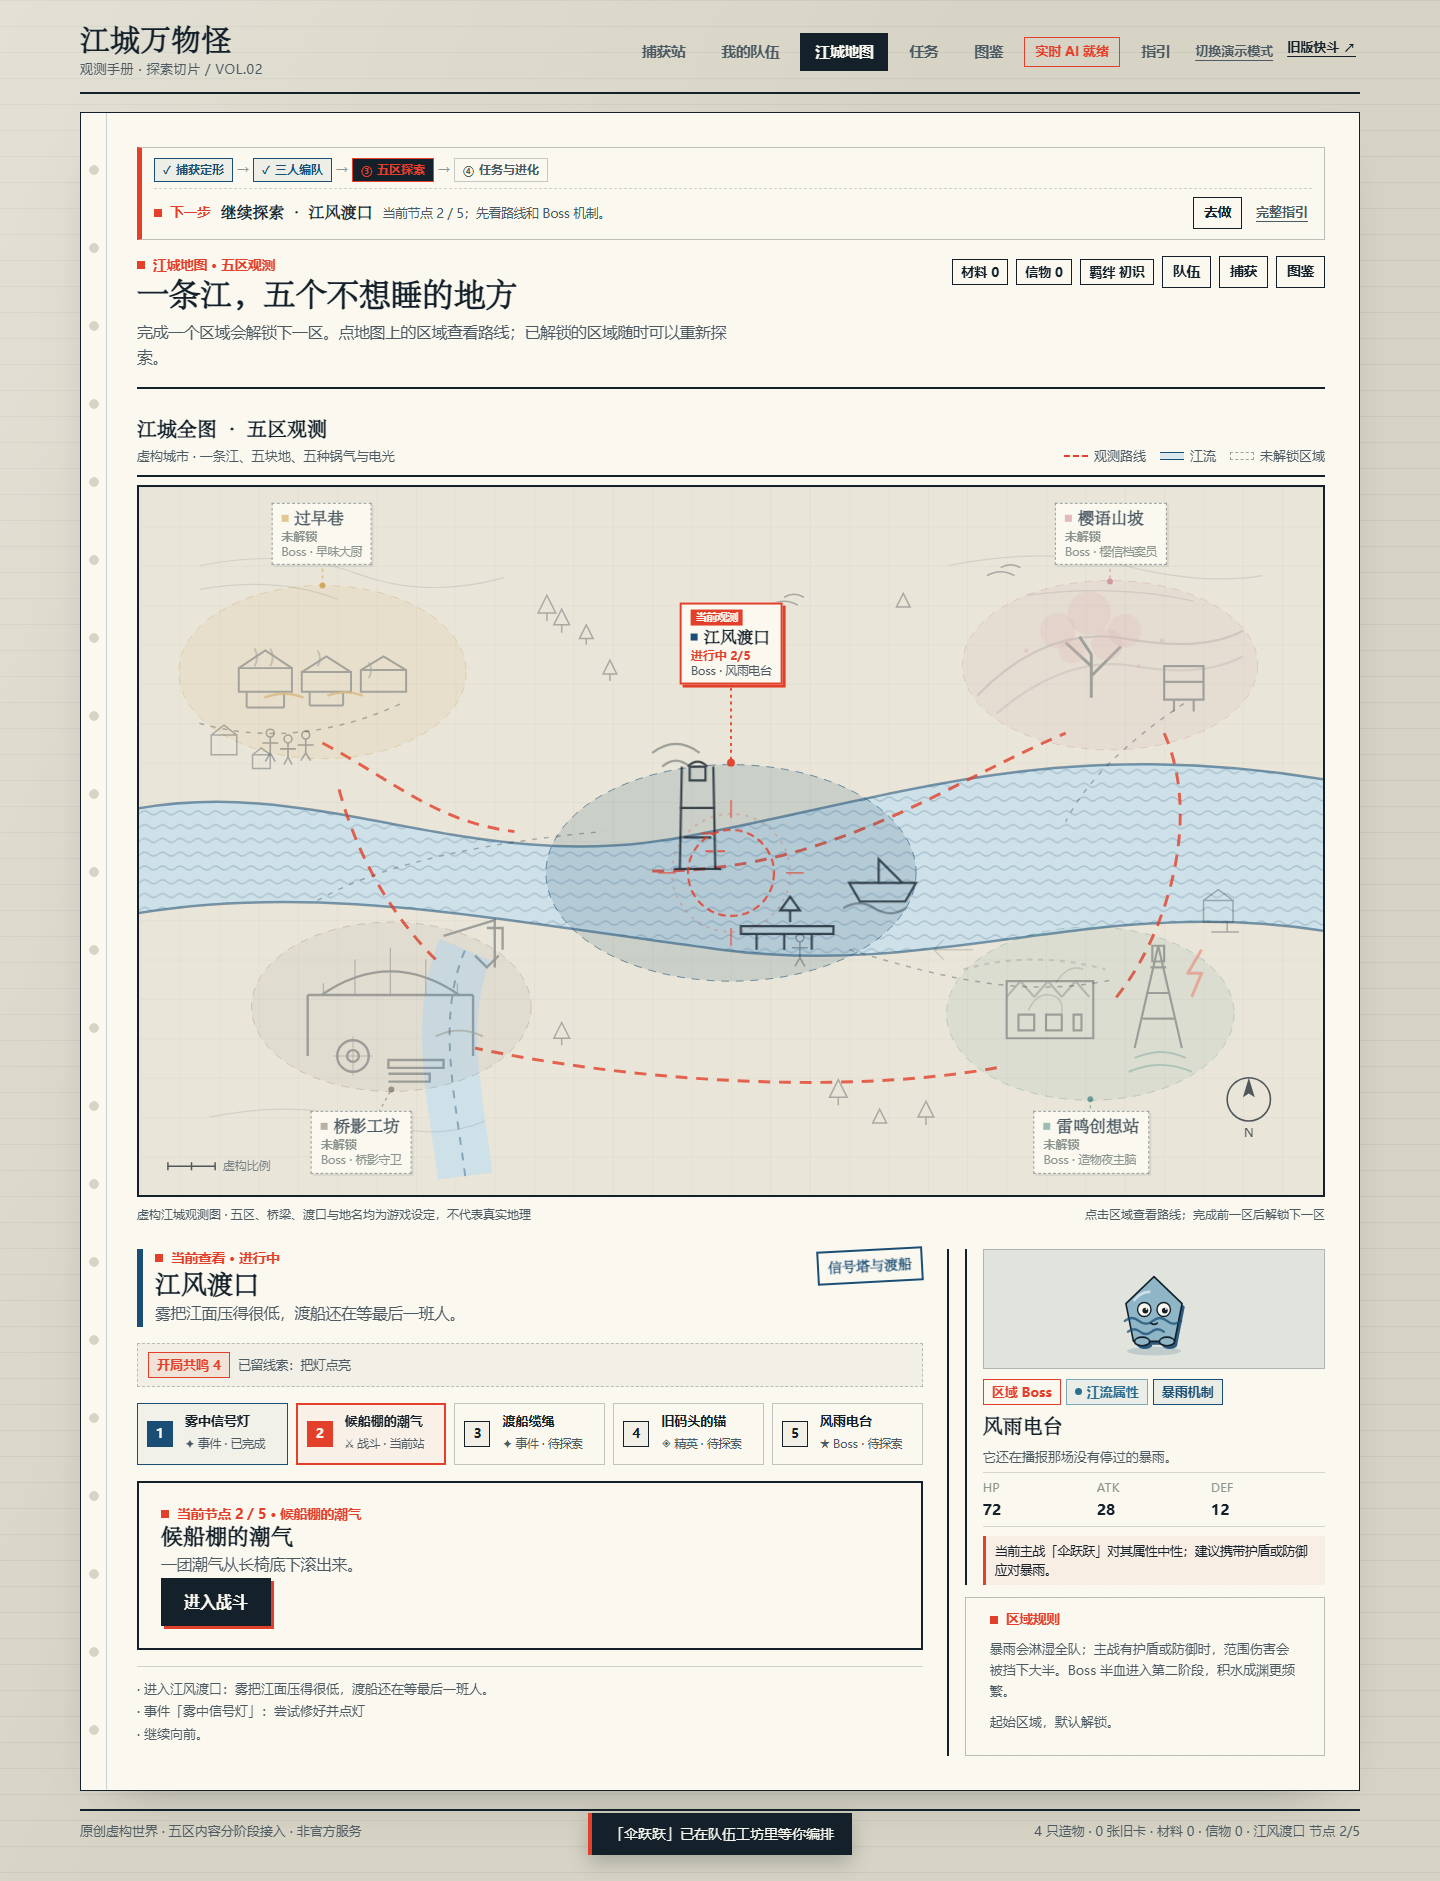 江城万物怪
观测手册 · 探索切片 / VOL.02
捕获站 我的队伍 江城地图 任务 图鉴 实时 AI 就绪 指引 切换演示模式 旧版快斗 ↗
✓ 捕获定形 → ✓ 三人编队 → ③ 五区探索 → ④ 任务与进化
下一步 继续探索 · 江风渡口 当前节点 2 / 5；先看路线和 Boss 机制。 去做 完整指引
江城地图 • 五区观测
材料 0 信物 0 羁绊 初识 队伍 捕获 图鉴
一条江，五个不想睡的地方
完成一个区域会解锁下一区。点地图上的区域查看路线；已解锁的区域随时可以重新探
索。
江城全图 · 五区观测
虚构城市 · 一条江、五块地、五种锅气与电光
观测路线 江流 未解锁区域
过早巷
未解锁
Boss · 早味大厨
樱语山坡
未解锁
Boss · 樱信档案员
当前观测
江风渡口
进行中 2/5
Boss · 风雨电台
桥影工坊
未解锁
Boss · 桥影守卫
雷鸣创想站
未解锁
Boss · 造物夜主脑
N
虚构比例
虚构江城观测图 · 五区、桥梁、渡口与地名均为游戏设定，不代表真实地理
点击区域查看路线；完成前一区后解锁下一区
当前查看 • 进行中
江风渡口
雾把江面压得很低，渡船还在等最后一班人。
信号塔与渡船
开局共鸣 4 已留线索：把灯点亮
1 雾中信号灯
✦ 事件 · 已完成
2 候船棚的潮气
⚔ 战斗 · 当前站
3 渡船缆绳
✦ 事件 · 待探索
4 旧码头的锚
◈ 精英 · 待探索
5 风雨电台
★ Boss · 待探索
当前节点 2 / 5 • 候船棚的潮气
候船棚的潮气
一团潮气从长椅底下滚出来。
进入战斗
· 进入江风渡口：雾把江面压得很低，渡船还在等最后一班人。
· 事件「雾中信号灯」：尝试修好并点灯
· 继续向前。
区域 Boss ● 江流属性 暴雨机制
风雨电台
它还在播报那场没有停过的暴雨。
HP ATK DEF
72 28 12
当前主战「伞跃跃」对其属性中性；建议携带护盾或防御
应对暴雨。
区域规则
暴雨会淋湿全队；主战有护盾或防御时，范围伤害会
被挡下大半。Boss 半血进入第二阶段，积水成渊更频
繁。
起始区域，默认解锁。
原创虚构世界 · 五区内容分阶段接入 · 非官方服务
「伞跃跃」已在队伍工坊里等你编排
4 只造物 · 0 张旧卡 · 材料 0 · 信物 0 · 江风渡口 节点 2/5